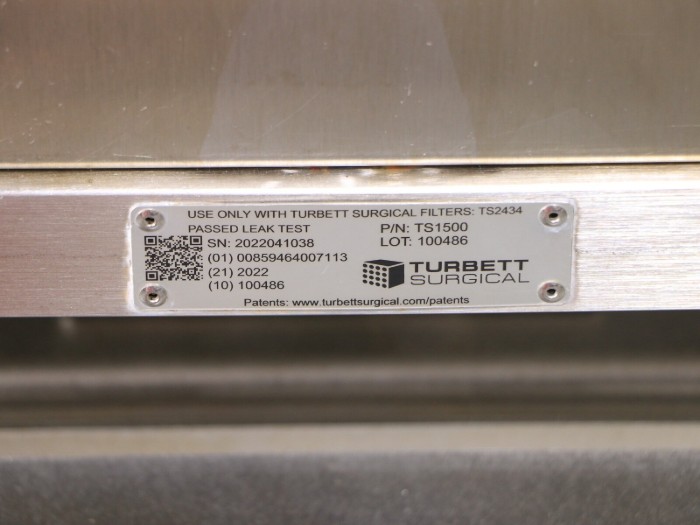 USE ONLY WITH TURBETT SURGICAL FILTERS: TS2434
PASSED LEAK TEST
P/N: TS1500
SN: 2022041038
LOT: 100486
(01) 00859464007113
(21) 2022
(10) 100486
TURBETT
SURGICAL
Patents: www.turbettsurgical.com/patents